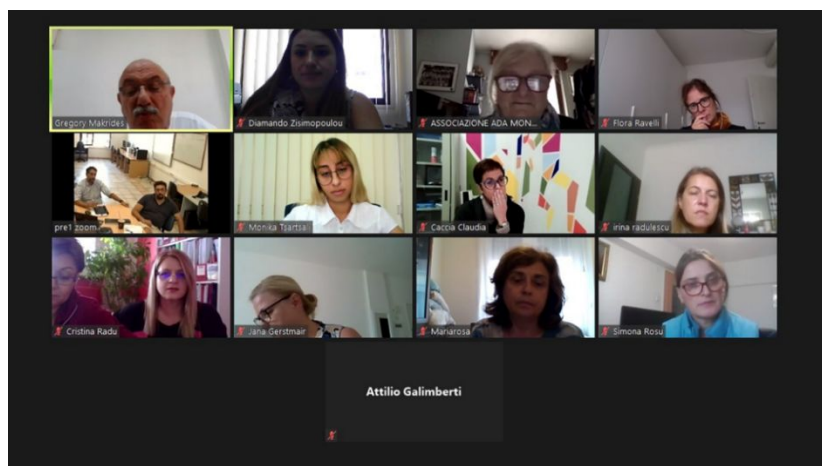 Gregory Makrides
Diamando Zisimopoulou
ASSOCIAZIONE ADA MON...
Flora Ravelli
pre1 zoom
Monika Tsartsali
Caccia Claudia
irina radulescu
Cristina Radu
Jana Gerstmair
Mariarosa
Simona Rosu
Attilio Galimberti